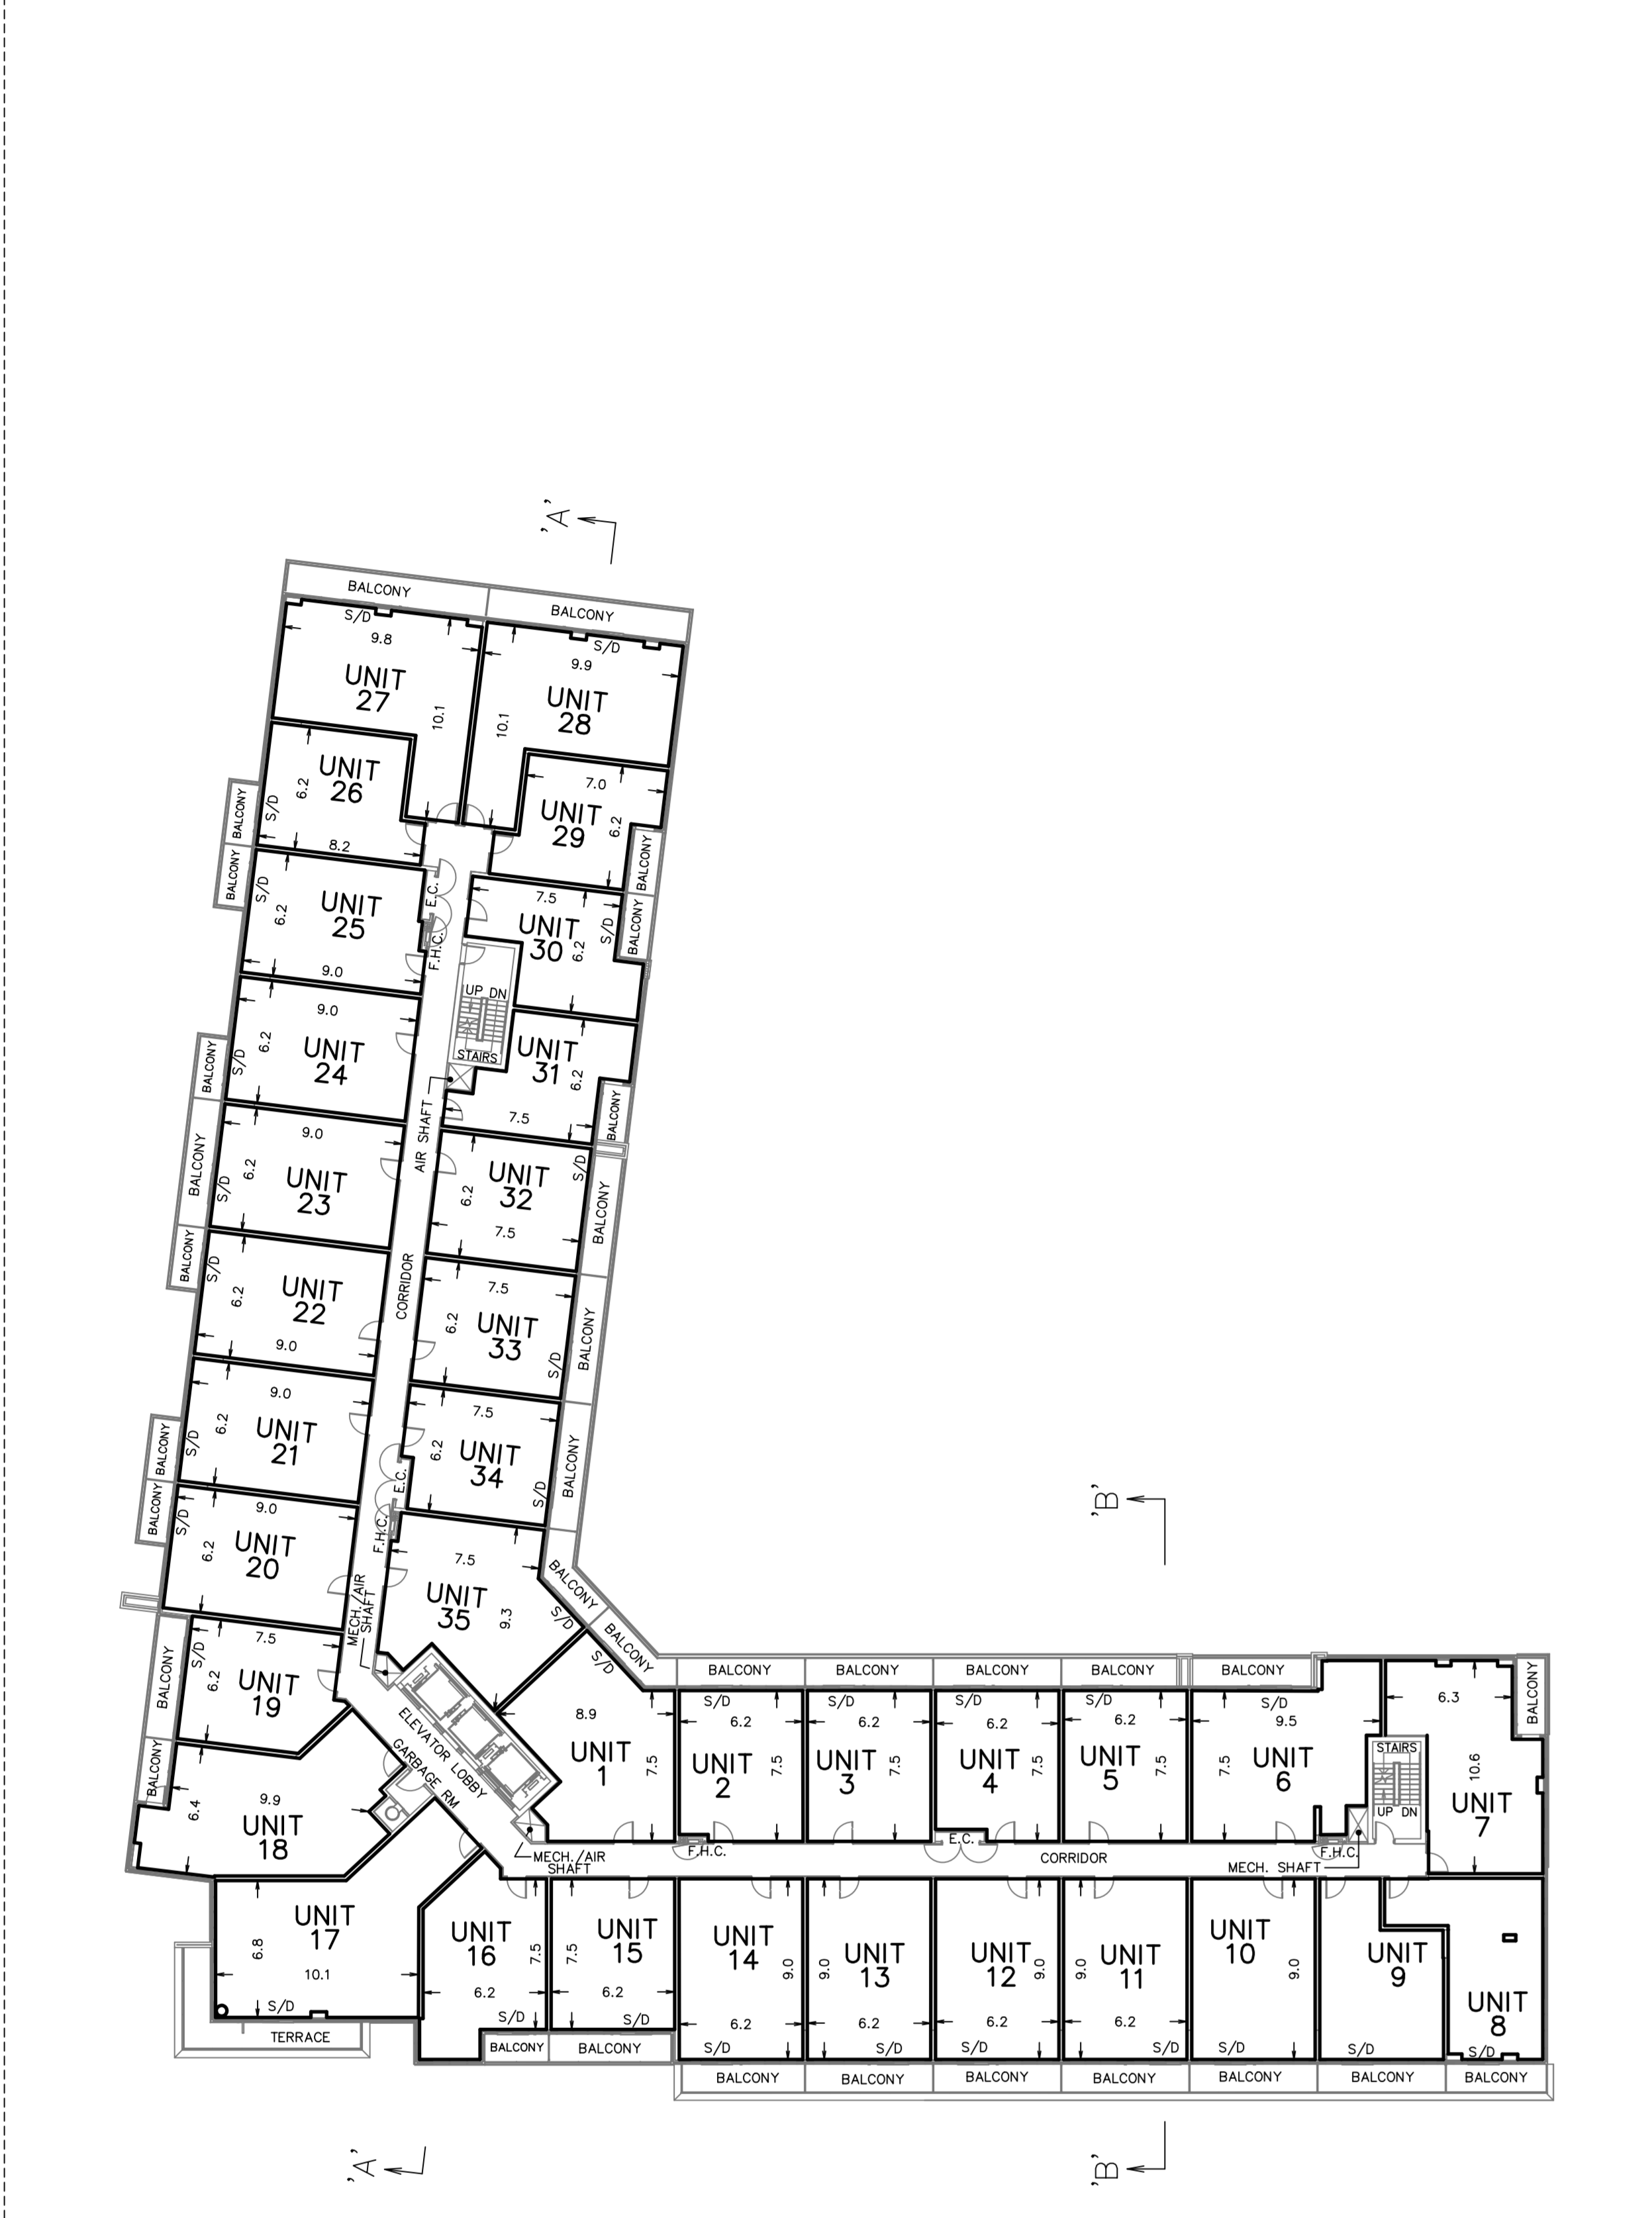 'A'
BALCONY
BALCONY
S/D
9.8
UNIT
27
10.1
S/D
9.9
UNIT
28
10.1
UNIT
26
6.2
S/D
8.2
BALCONY
BALCONY
7.0
UNIT
29
6.2
BALCONY
S/D
UNIT
25
6.2
9.0
E.C.
F.H.C.
7.5
UNIT
30
6.2
S/D
BALCONY
UP DN
STAIRS
9.0
6.2
UNIT
24
S/D
BALCONY
UNIT
31
6.2
7.5
BALCONY
AIR SHAFT
9.0
6.2
UNIT
23
S/D
BALCONY
UNIT
32
6.2
7.5
S/D
BALCONY
S/D
UNIT
22
6.2
9.0
BALCONY
CORRIDOR
7.5
6.2
UNIT
33
S/D
BALCONY
9.0
6.2
UNIT
21
S/D
BALCONY
7.5
6.2
UNIT
34
S/D
BALCONY
E.C.
F.H.C.
9.0
S/D
6.2
UNIT
20
BALCONY
MECH./AIR
SHAFT
7.5
UNIT
35
9.3
S/D
BALCONY
'B'
7.5
S/D
6.2
UNIT
19
BALCONY
ELEVATOR LOBBY
GARBAGE RM
BALCONY
6.4
9.9
UNIT
18
BALCONY
S/D
8.9
UNIT
1
7.5
BALCONY
S/D
6.2
UNIT
2
7.5
BALCONY
S/D
6.2
UNIT
3
7.5
BALCONY
S/D
6.2
UNIT
4
7.5
BALCONY
S/D
6.2
UNIT
5
7.5
BALCONY
S/D
9.5
7.5
UNIT
6
STAIRS
UP DN
6.3
10.6
UNIT
7
BALCONY
MECH./AIR
SHAFT
F.H.C.
E.C.
CORRIDOR
MECH. SHAFT
F.H.C.
UNIT
17
6.8
10.1
S/D
TERRACE
UNIT
16
7.5
6.2
S/D
BALCONY
7.5
UNIT
15
6.2
S/D
BALCONY
UNIT
14
9.0
6.2
S/D
BALCONY
9.0
UNIT
13
6.2
S/D
BALCONY
UNIT
12
9.0
6.2
S/D
BALCONY
9.0
UNIT
11
6.2
S/D
BALCONY
UNIT
10
9.0
S/D
BALCONY
UNIT
9
S/D
BALCONY
UNIT
8
S/D
BALCONY
'A'
'B'